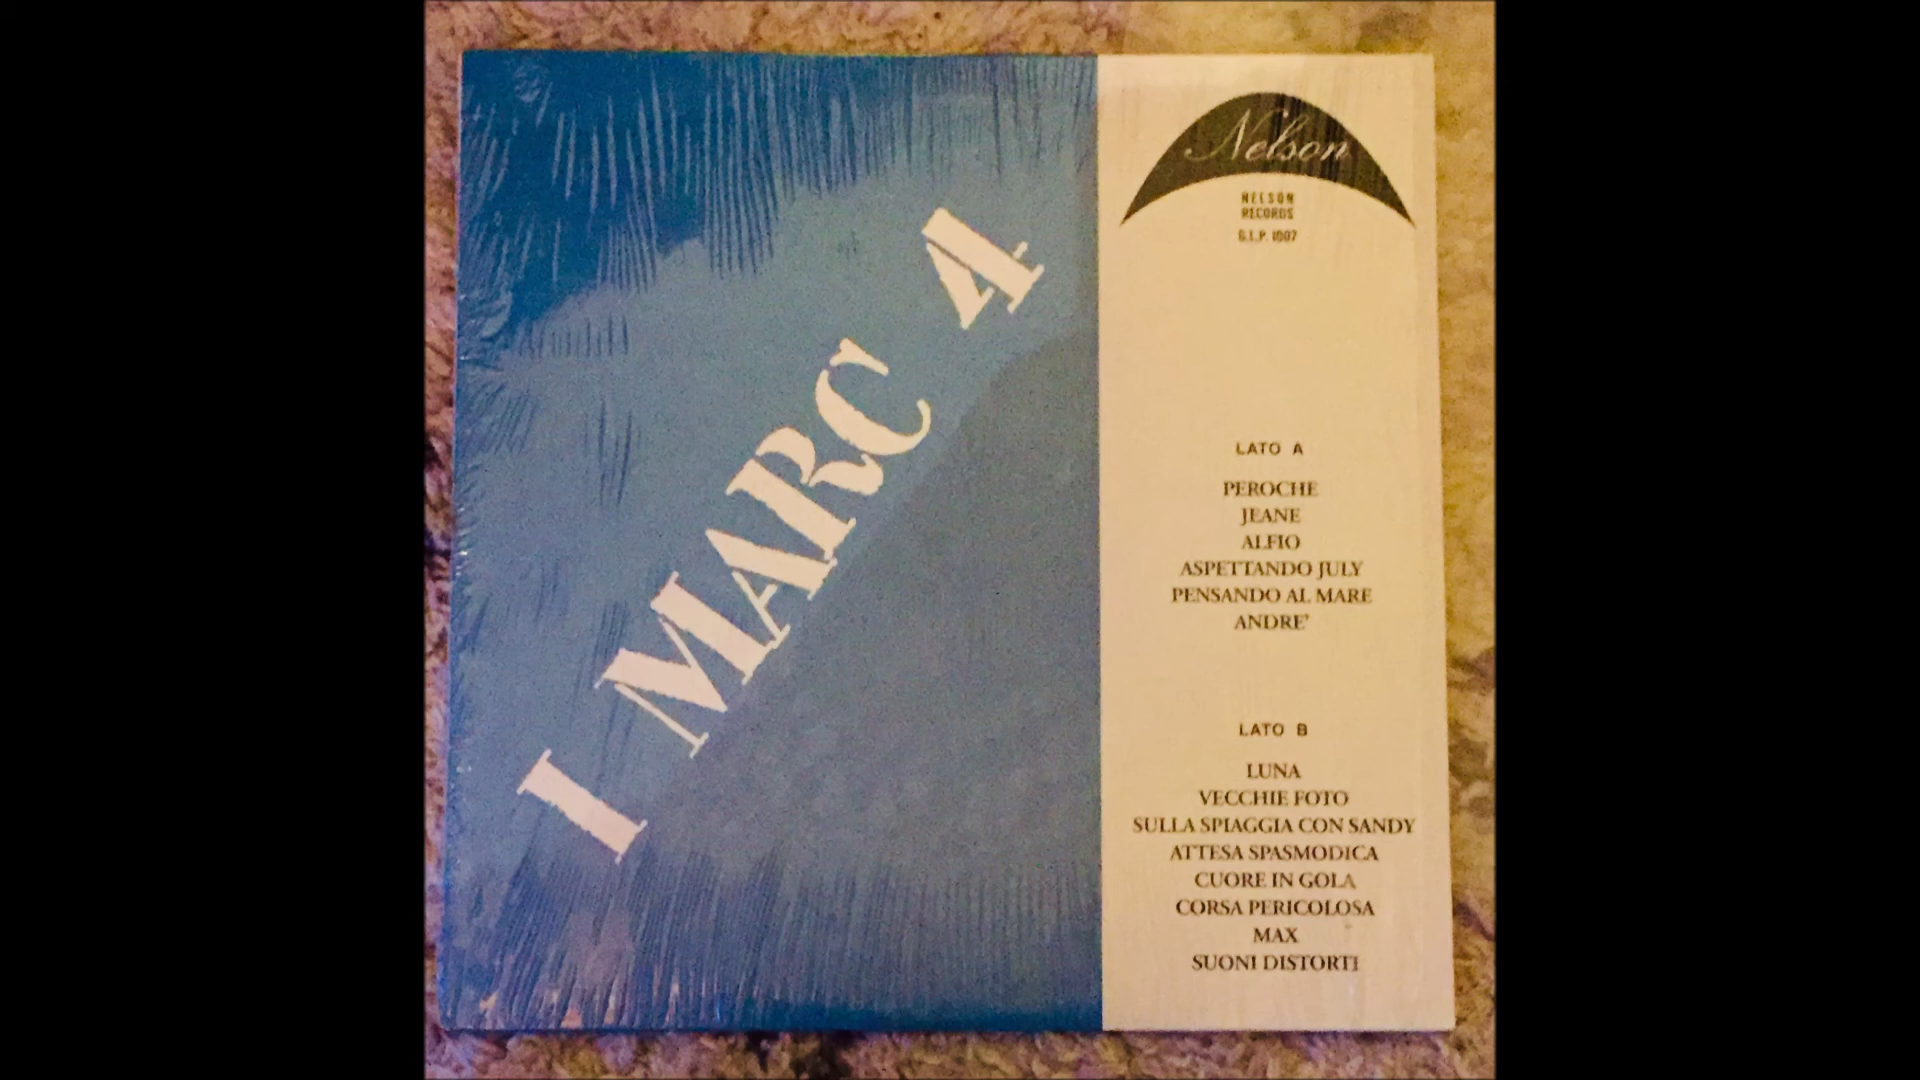 I MARC 4
Nelson
NELSON
RECORDS
G.L.P. 1007
LATO A
PEROCHE
JEANE
ALFIO
ASPETTANDO JULY
PENSANDO AL MARE
ANDRE'
LATO B
LUNA
VECCHIE FOTO
SULLA SPIAGGIA CON SANDY
ATTESA SPASMODICA
CUORE IN GOLA
CORSA PERICOLOSA
MAX
SUONI DISTORTI